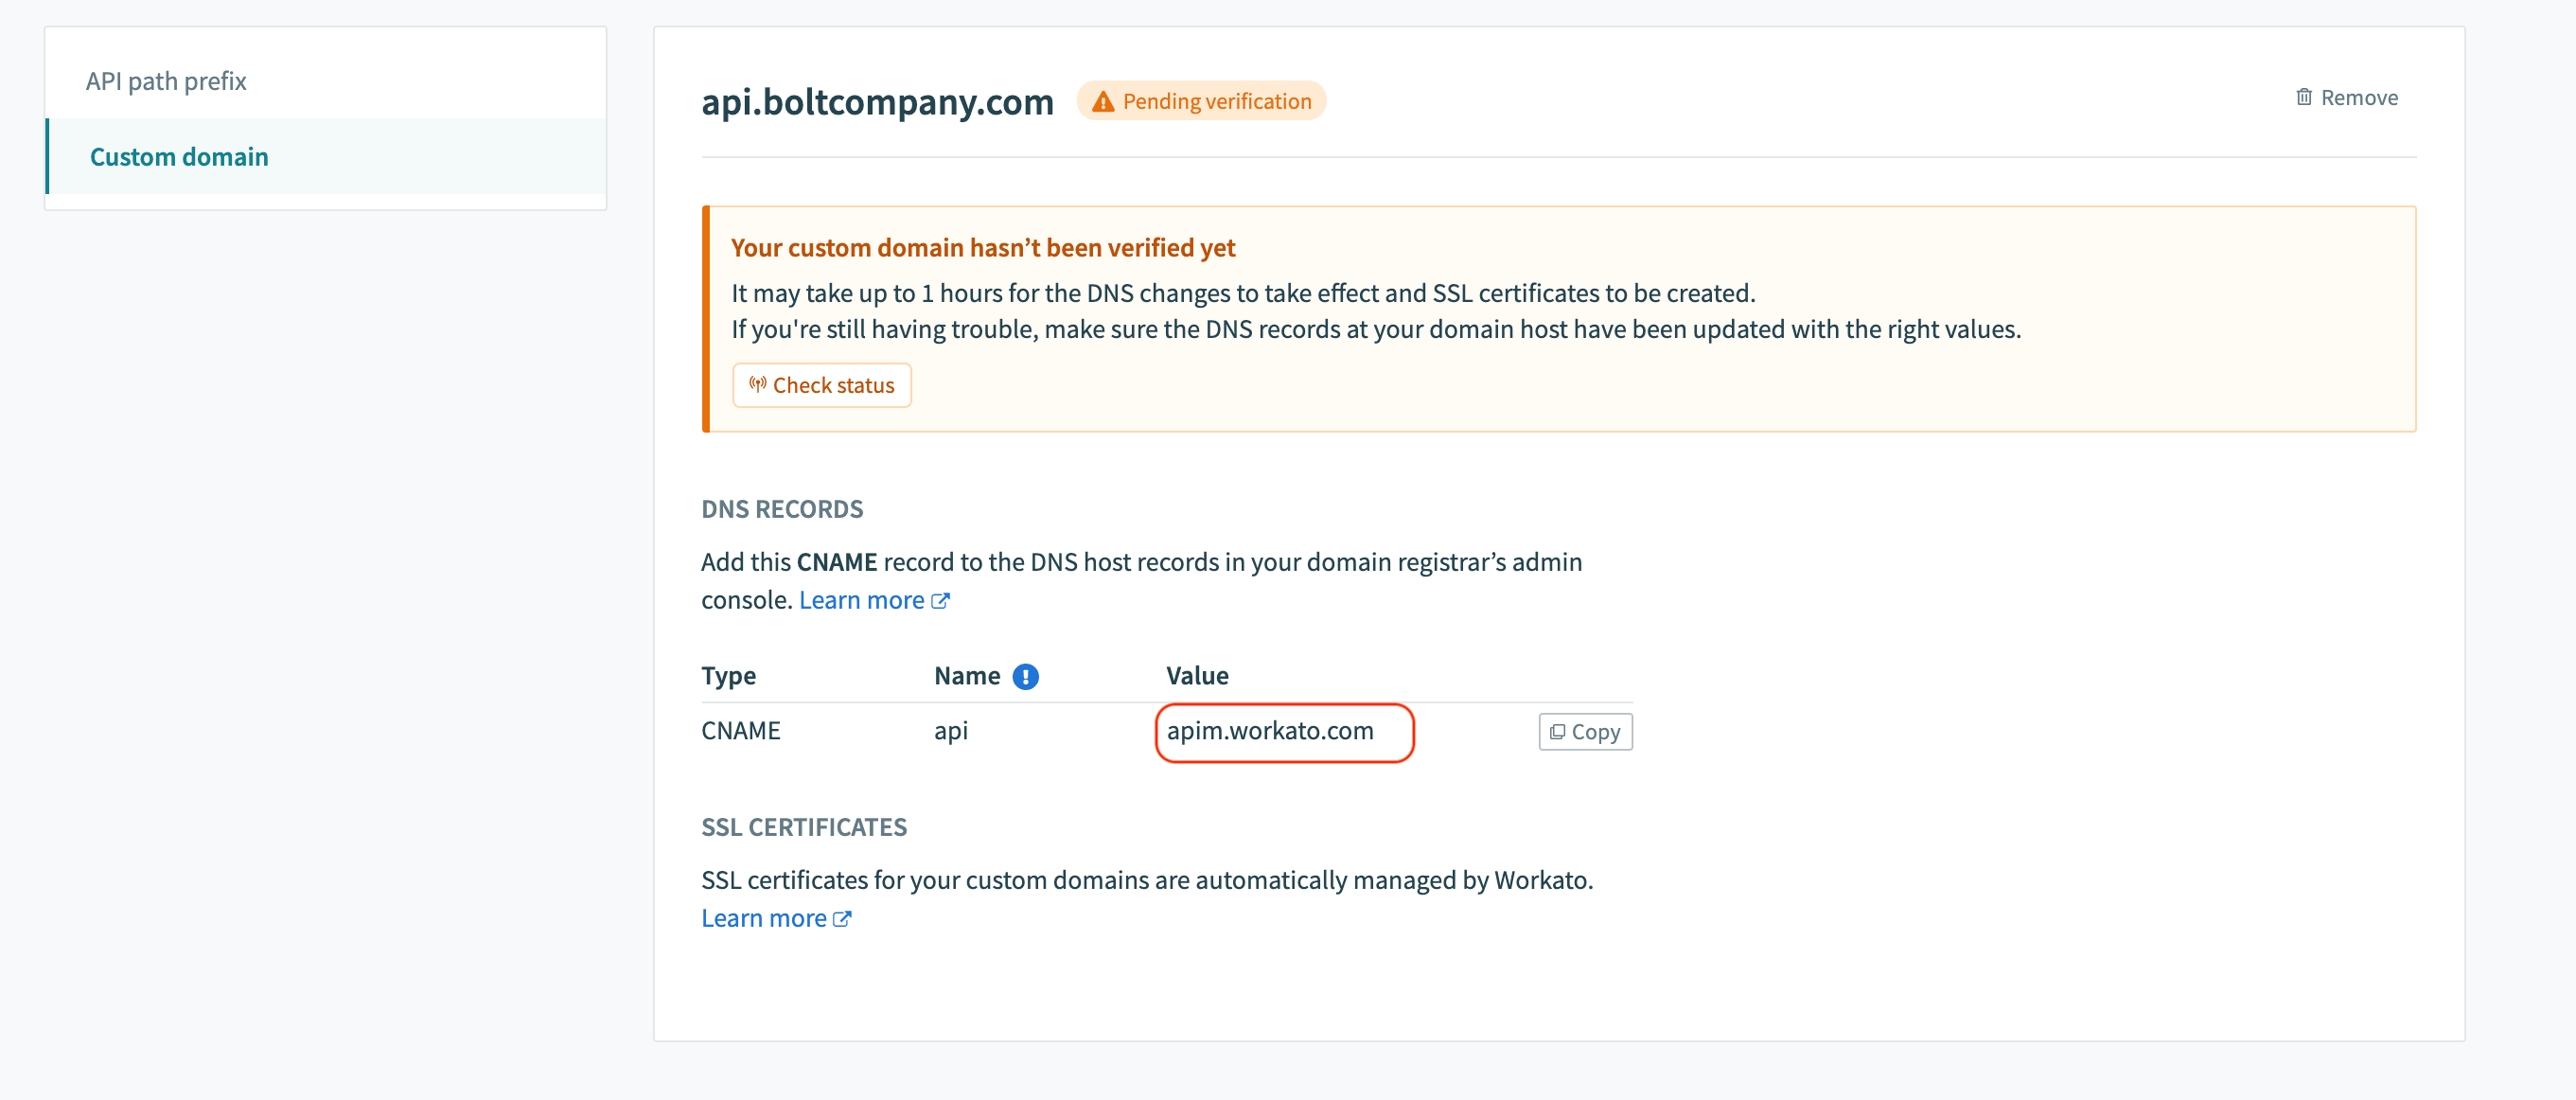 API path prefix
Custom domain
api.boltcompany.com Pending verification
Remove
Your custom domain hasn’t been verified yet
It may take up to 1 hours for the DNS changes to take effect and SSL certificates to be created.
If you're still having trouble, make sure the DNS records at your domain host have been updated with the right values.
Check status
DNS RECORDS
Add this CNAME record to the DNS host records in your domain registrar’s admin
console. Learn more
Type Name Value
CNAME api apim.workato.com Copy
SSL CERTIFICATES
SSL certificates for your custom domains are automatically managed by Workato.
Learn more